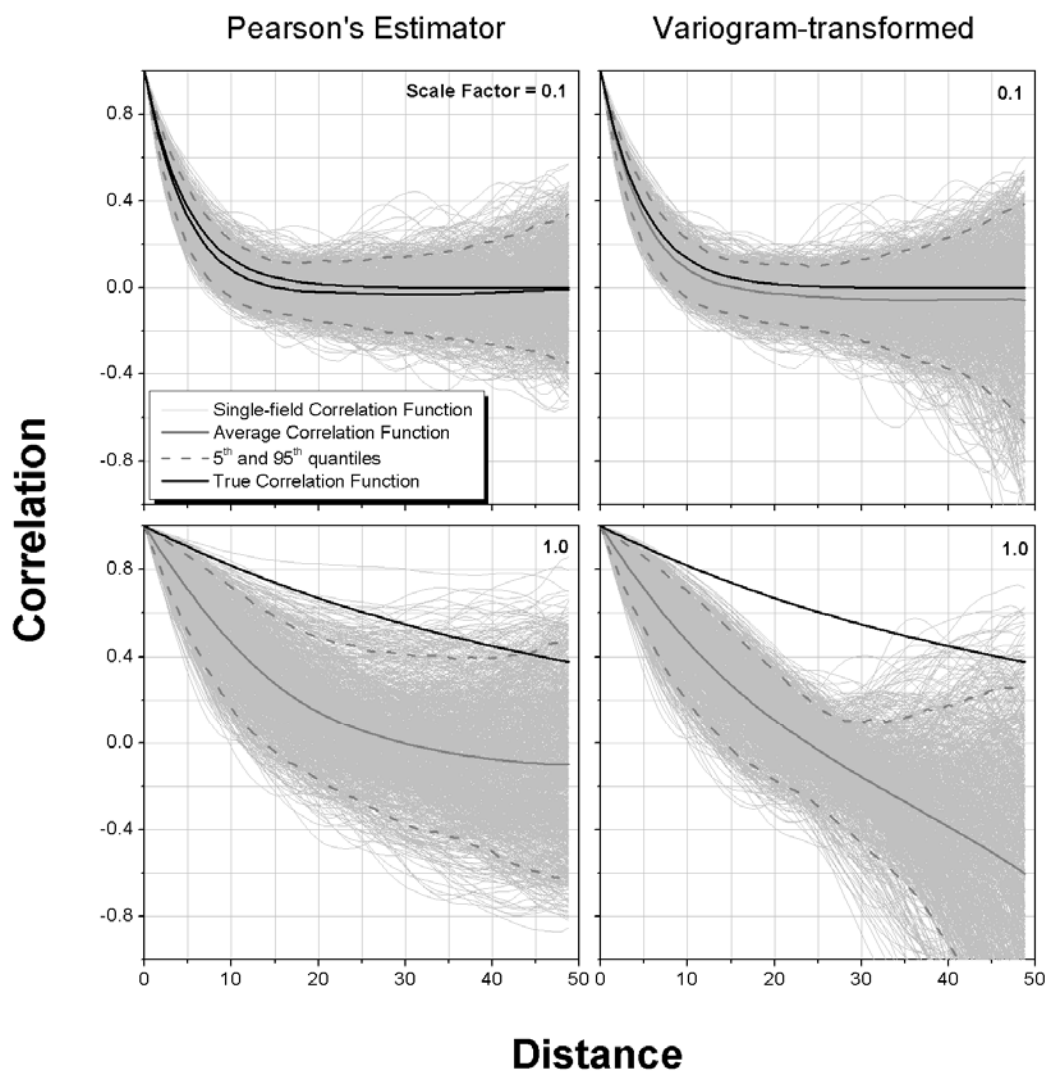 Pearson's Estimator
Variogram-transformed
Scale Factor = 0.1
0.1
0.8
0.4
0.0
-0.4
-0.8
Single-field Correlation Function
Average Correlation Function
5th and 95th quantiles
True Correlation Function
1.0
1.0
0.8
0.4
0.0
-0.4
-0.8
0 10 20 30 40 50
0 10 20 30 40 50
Correlation
Distance